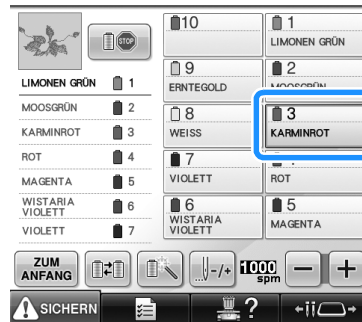 STOP
LIMONEN GRÜN 1
MOOSGRÜN 2
KARMINROT 3
ROT 4
MAGENTA 5
WISTARIA
VIOLETT 6
VIOLETT 7
10
1
LIMONEN GRÜN
9
ERNTEGOLD
2
MOOSGRÜN
8
WEISS
3
KARMINROT
7
VIOLETT
ROT
6
WISTARIA
VIOLETT
5
MAGENTA
ZUM
ANFANG
-/+
1000
spm
− +
SICHERN
?